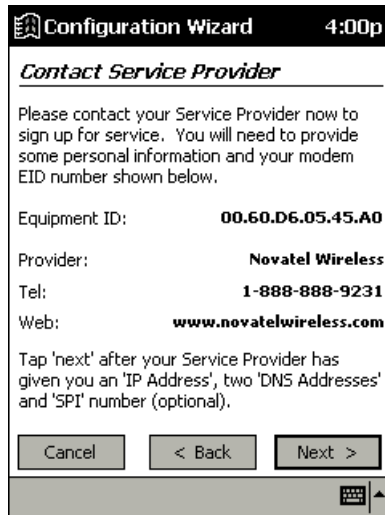 Configuration Wizard 4:00p
Contact Service Provider
Please contact your Service Provider now to
sign up for service. You will need to provide
some personal information and your modem
EID number shown below.
Equipment ID: 00.60.D6.05.45.A0
Provider: Novatel Wireless
Tel: 1-888-888-9231
Web: www.novatelwireless.com
Tap 'next' after your Service Provider has
given you an 'IP Address', two 'DNS Addresses'
and 'SPI' number (optional).
Cancel < Back Next >